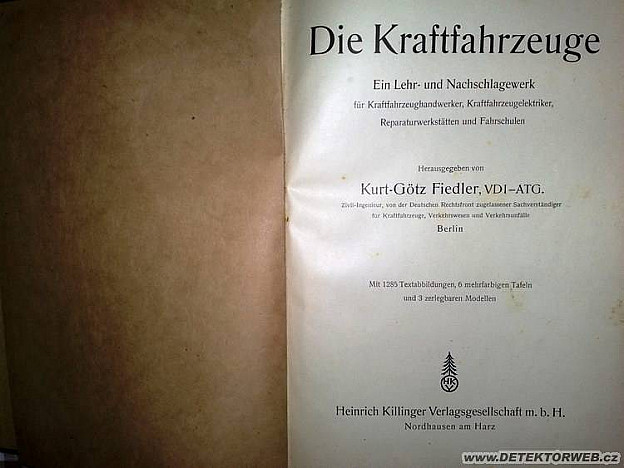 Die Kraftfahrzeuge
Ein Lehr- und Nachschlagewerk
für Kraftfahrzeughandwerker, Kraftfahrzeugelektriker,
Reparaturwerkstätten und Fahrschulen
Herausgegeben von
Kurt-Götz Fiedler, VDI-ATG.
Zivil-Ingenieur, von der Deutschen Rechtsfront zugelassener Sachverständiger
für Kraftfahrzeuge, Verkehrswesen und Verkehrsunfälle
Berlin
Mit 1285 Textabbildungen, 6 mehrfarbigen Tafeln
und 3 zerlegbaren Modellen
HK
V
Heinrich Killinger Verlagsgesellschaft m. b. H.
Nordhausen am Harz
www.DETEKTORWEB.cz